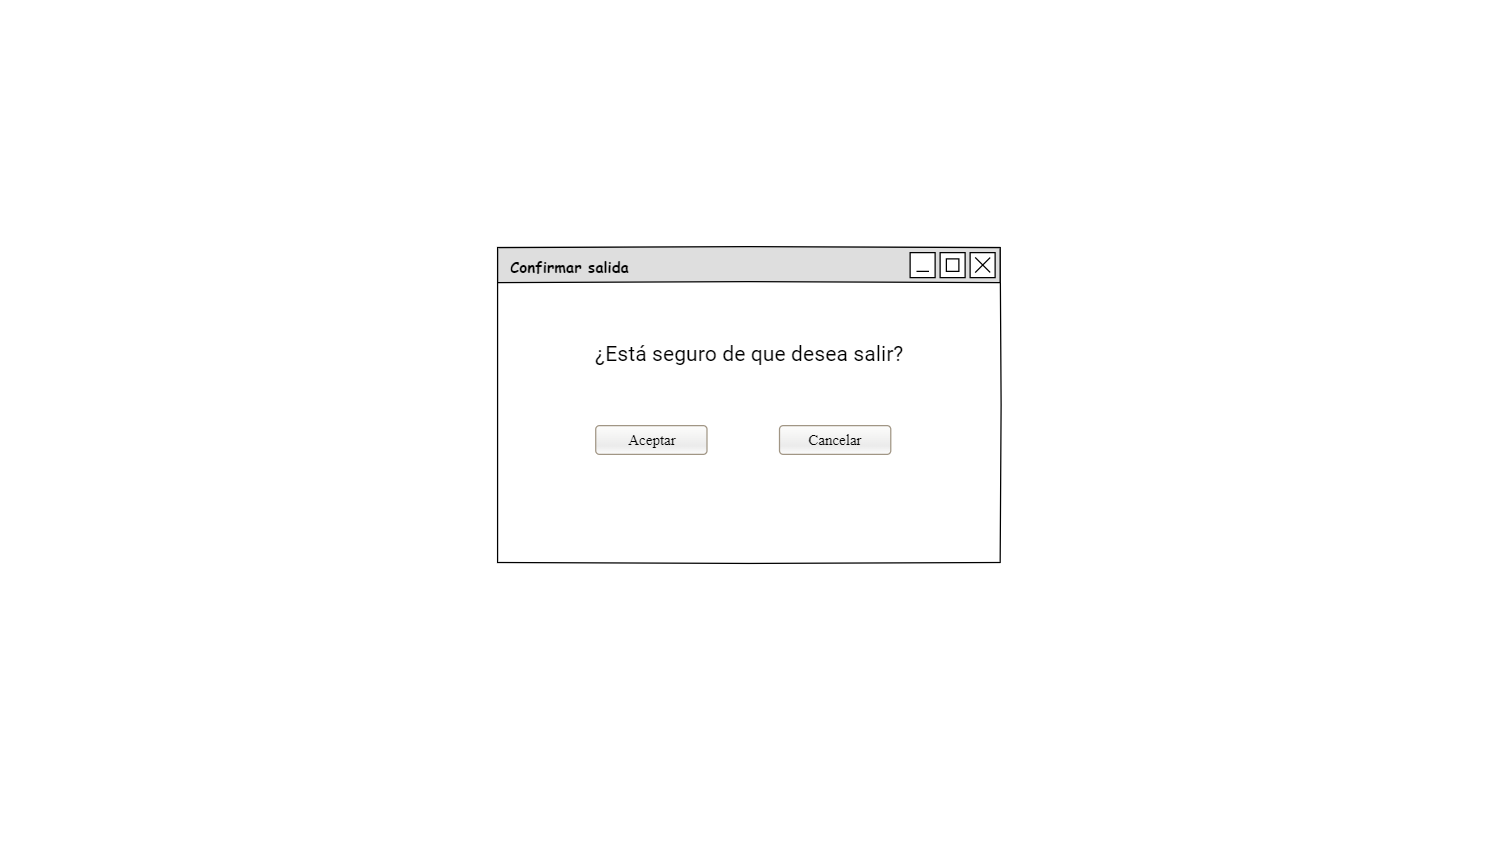 Confirmar salida
¿Está seguro de que desea salir?
Aceptar
Cancelar